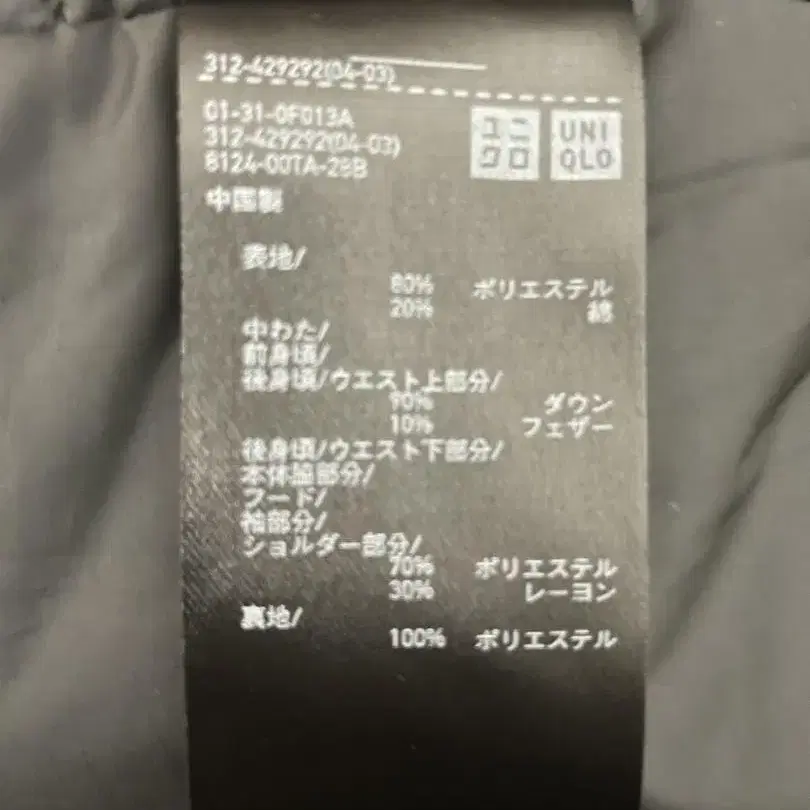 312-429292(04-03)
01-31-0F013A
312-429292(04-03)
8124-00TA-28B
ユニ
クロ
UNI
QLO
中国製
表地/
80% ポリエステル
20% 綿
中わた/
前身頃/
後身頃/ウエスト上部分/
90% ダウン
10% フェザー
後身頃/ウエスト下部分/
本体脇部分/
フード/
袖部分/
ショルダー部分/
70% ポリエステル
30% レーヨン
裏地/
100% ポリエステル